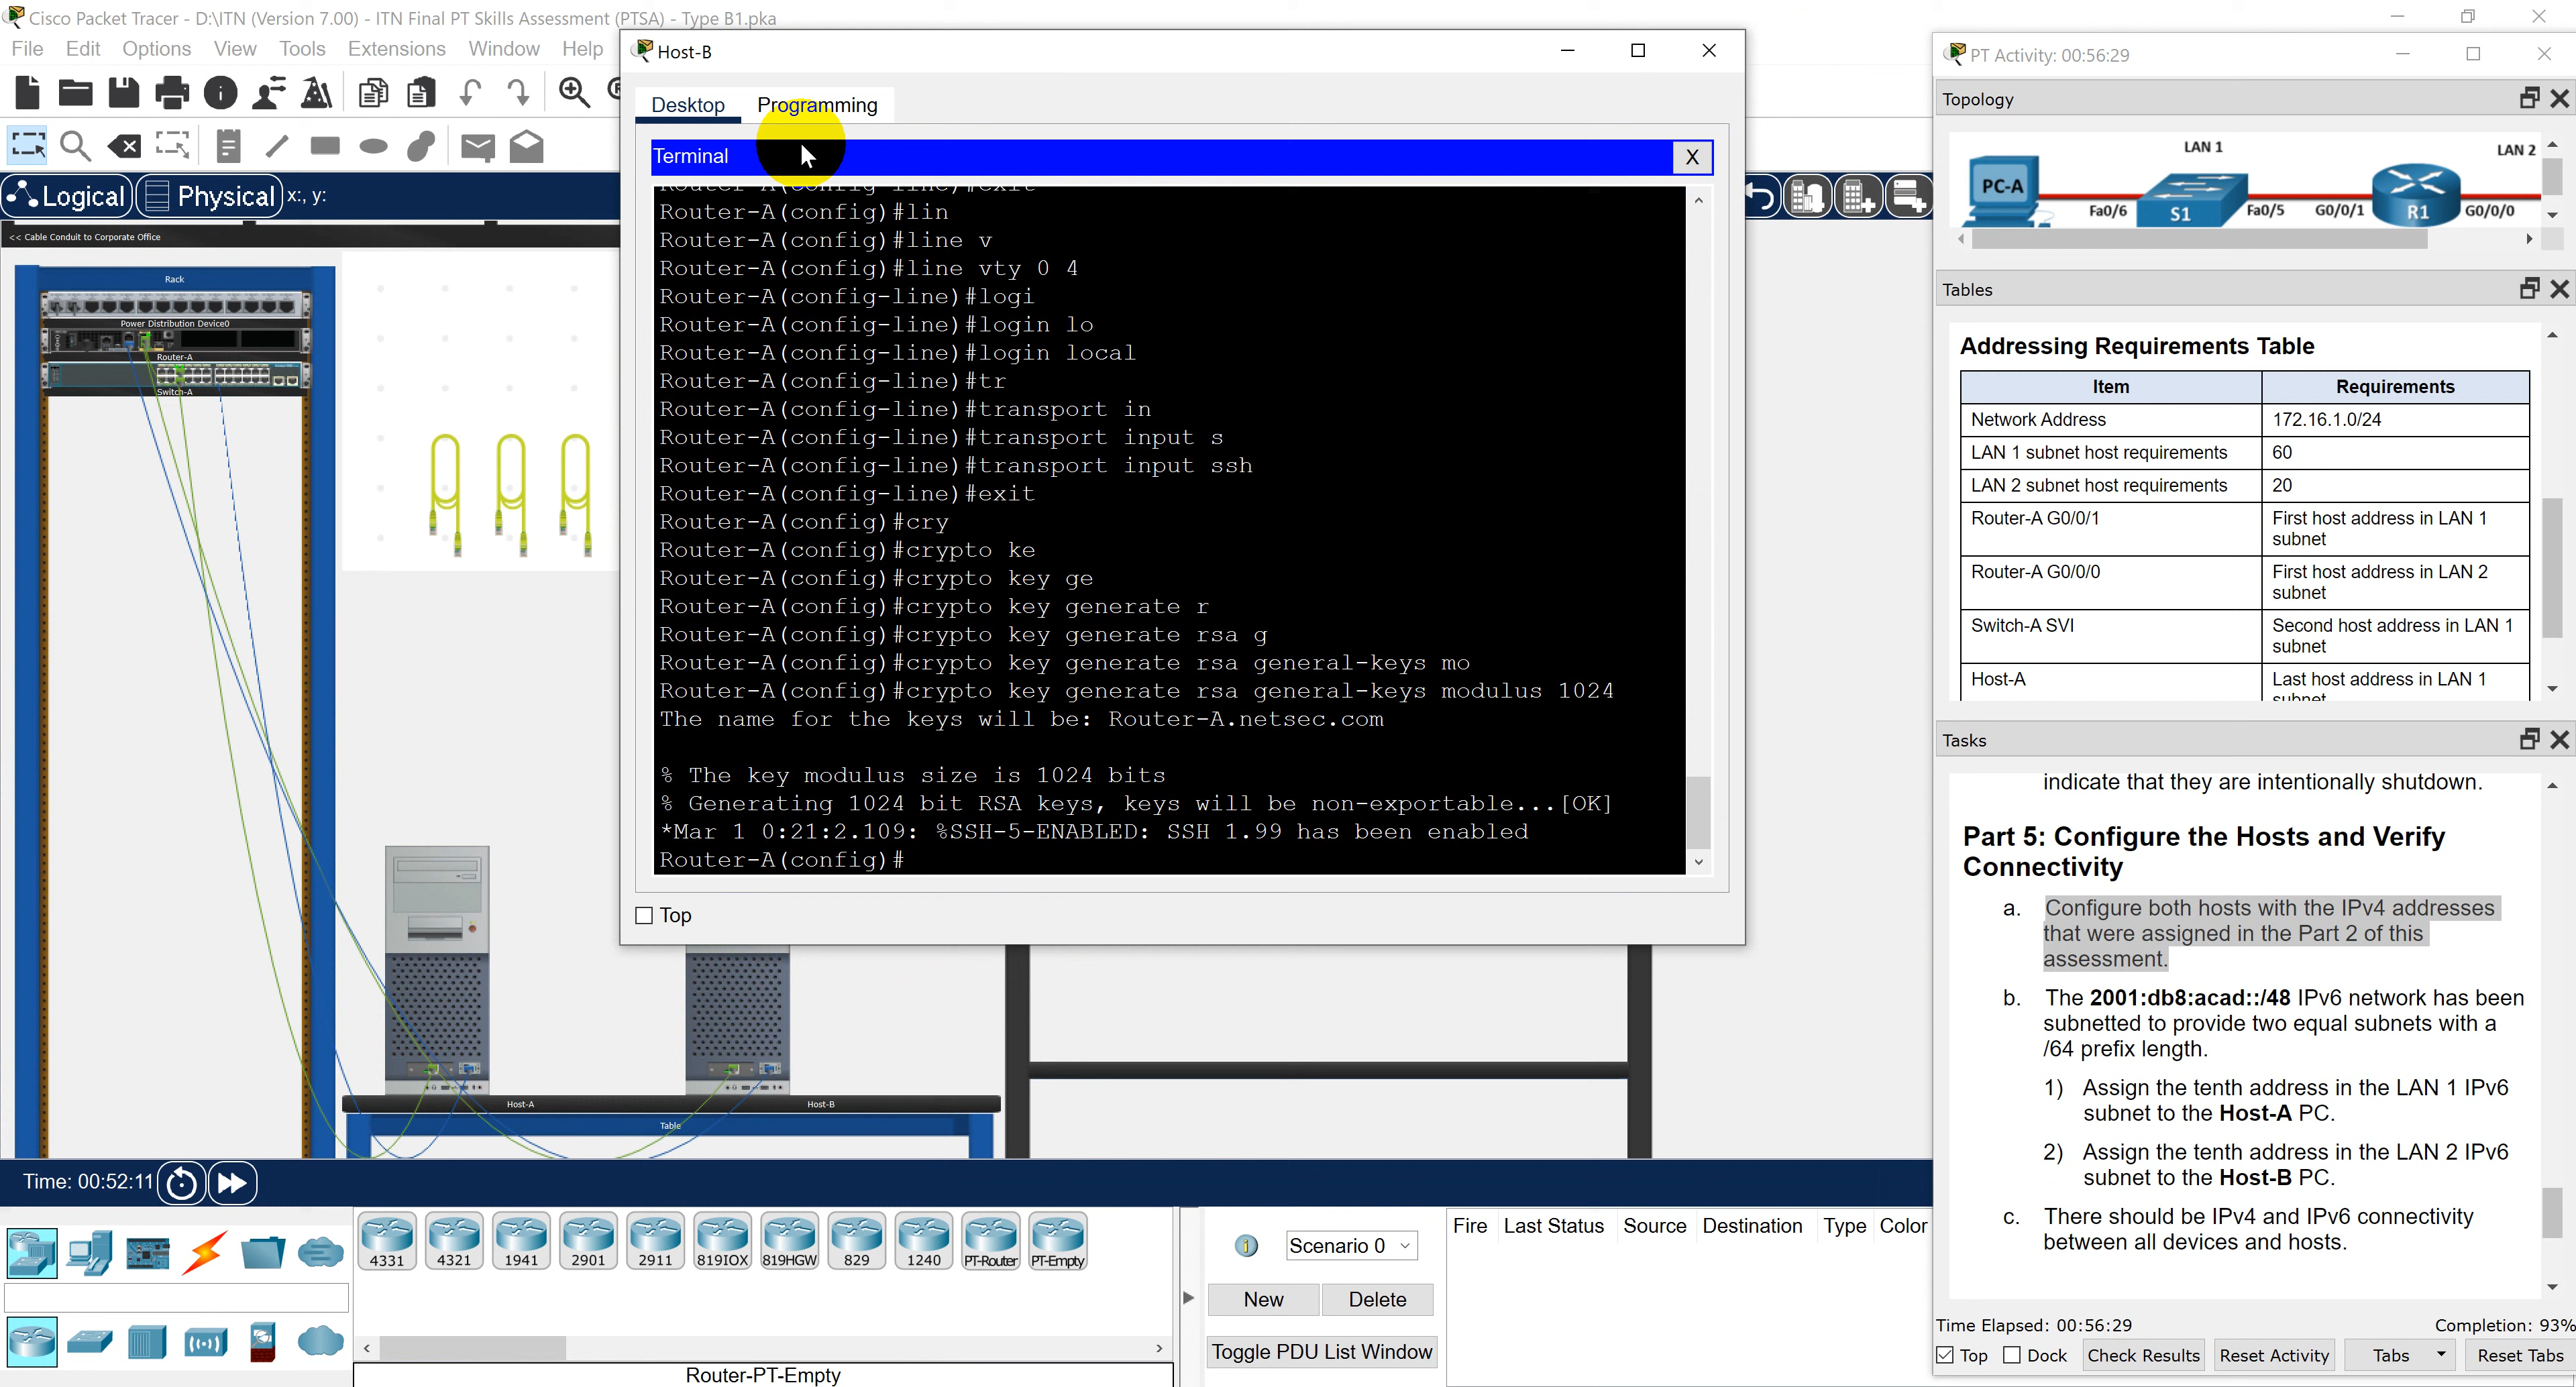 Cisco Packet Tracer - D:\ITN (Version 7.00) - ITN Final PT Skills Assessment (PTSA) - Type B1.pka
File Edit Options View Tools Extensions Window Help
Logical
Physical
x:, y:
<< Cable Conduit to Corporate Office
Rack
Power Distribution Device0
Router-A
Switch-A
Host-A
Host-B
Table
Host-B
Desktop
Programming
Terminal
X
Router-A(config-line)#exit
Router-A(config)#lin
Router-A(config)#line v
Router-A(config)#line vty 0 4
Router-A(config-line)#logi
Router-A(config-line)#login lo
Router-A(config-line)#login local
Router-A(config-line)#tr
Router-A(config-line)#transport in
Router-A(config-line)#transport input s
Router-A(config-line)#transport input ssh
Router-A(config-line)#exit
Router-A(config)#cry
Router-A(config)#crypto ke
Router-A(config)#crypto key ge
Router-A(config)#crypto key generate r
Router-A(config)#crypto key generate rsa g
Router-A(config)#crypto key generate rsa general-keys mo
Router-A(config)#crypto key generate rsa general-keys modulus 1024
The name for the keys will be: Router-A.netsec.com
% The key modulus size is 1024 bits
% Generating 1024 bit RSA keys, keys will be non-exportable...[OK]
*Mar 1 0:21:2.109: %SSH-5-ENABLED: SSH 1.99 has been enabled
Router-A(config)#
Top
PT Activity: 00:56:29
Topology
LAN 1
LAN 2
PC-A
Fa0/6
S1
Fa0/5
G0/0/1
R1
G0/0/0
Tables
Addressing Requirements Table
Item Requirements
Network Address 172.16.1.0/24
LAN 1 subnet host requirements 60
LAN 2 subnet host requirements 20
Router-A G0/0/1 First host address in LAN 1
subnet
Router-A G0/0/0 First host address in LAN 2
subnet
Switch-A SVI Second host address in LAN 1
subnet
Host-A Last host address in LAN 1
subnet
Tasks
indicate that they are intentionally shutdown.
Part 5: Configure the Hosts and Verify
Connectivity
a. Configure both hosts with the IPv4 addresses
that were assigned in the Part 2 of this
assessment.
b. The 2001:db8:acad::/48 IPv6 network has been
subnetted to provide two equal subnets with a
/64 prefix length.
1) Assign the tenth address in the LAN 1 IPv6
subnet to the Host-A PC.
2) Assign the tenth address in the LAN 2 IPv6
subnet to the Host-B PC.
c. There should be IPv4 and IPv6 connectivity
between all devices and hosts.
Time Elapsed: 00:56:29
Completion: 93%
Top
Dock
Check Results
Reset Activity
Tabs
Reset Tabs
Time: 00:52:11
4331
4321
1941
2901
2911
819IOX
819HGW
829
1240
PT-Router
PT-Empty
Router-PT-Empty
Scenario 0
New
Delete
Toggle PDU List Window
Fire Last Status Source Destination Type Color